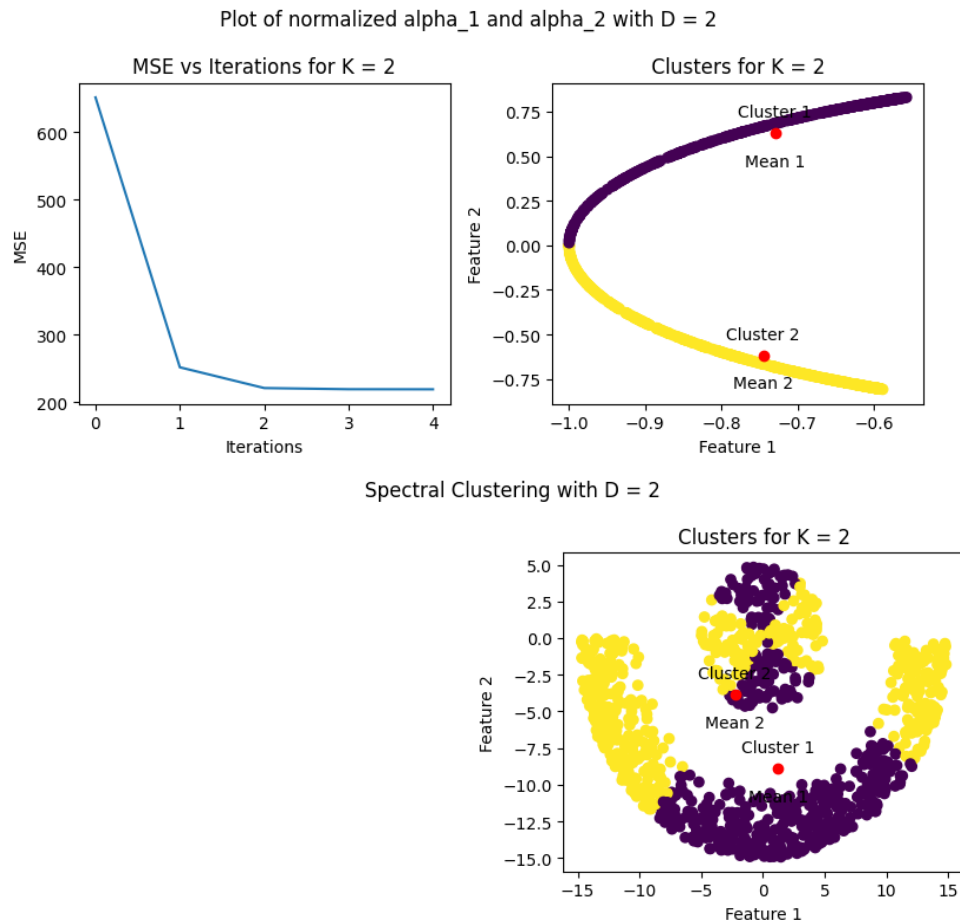 Plot of normalized alpha_1 and alpha_2 with D = 2
MSE vs Iterations for K = 2
MSE
600
500
400
300
200
0 1 2 3 4
Iterations
Clusters for K = 2
Feature 2
0.75
0.50
0.25
0.00
−0.25
−0.50
−0.75
Cluster 1
Mean 1
Cluster 2
Mean 2
−1.0 −0.9 −0.8 −0.7 −0.6
Feature 1
Spectral Clustering with D = 2
Clusters for K = 2
Feature 2
5.0
2.5
0.0
−2.5
−5.0
−7.5
−10.0
−12.5
−15.0
Cluster 2
Mean 2
Cluster 1
Mean 1
−15 −10 −5 0 5 10 15
Feature 1